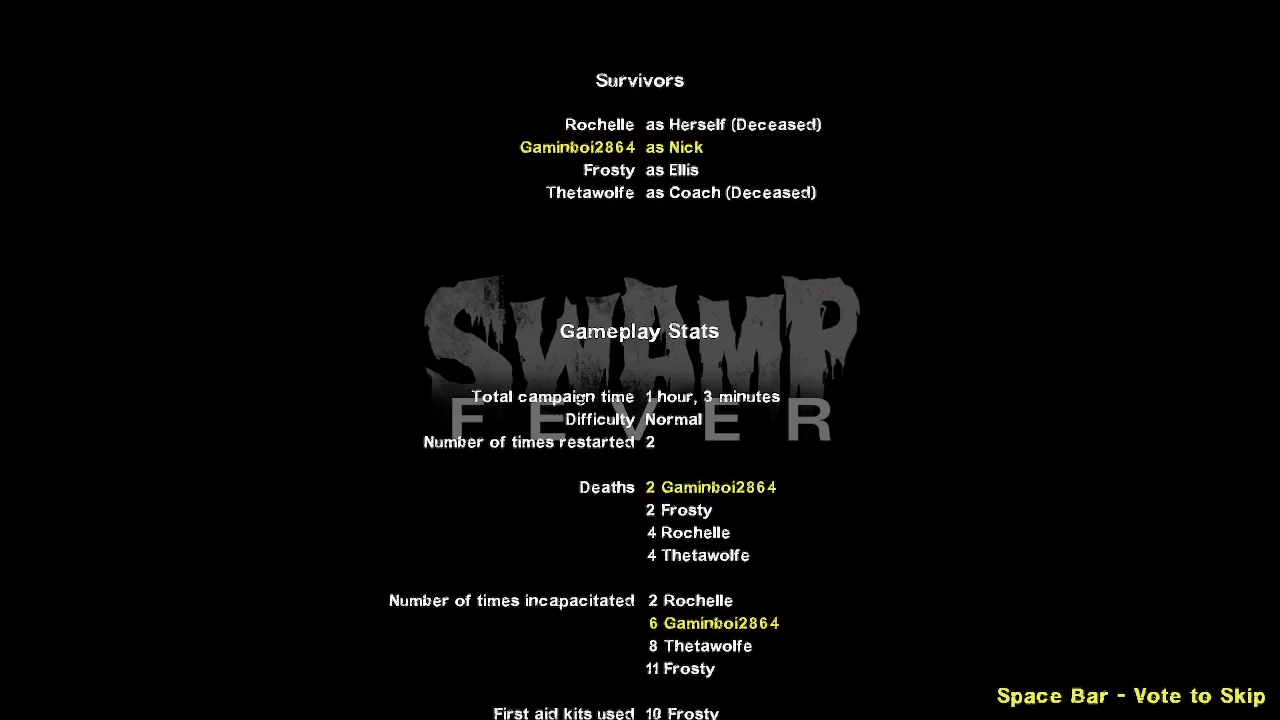 Survivors
Rochelle as Herself (Deceased)
Gaminboi2864 as Nick
Frosty as Ellis
Thetawolfe as Coach (Deceased)
SWAMP
FEVER
Gameplay Stats
Total campaign time 1 hour, 3 minutes
Difficulty Normal
Number of times restarted 2
Deaths 2 Gaminboi2864
2 Frosty
4 Rochelle
4 Thetawolfe
Number of times incapacitated 2 Rochelle
6 Gaminboi2864
8 Thetawolfe
11 Frosty
First aid kits used 10 Frosty
Space Bar - Vote to Skip